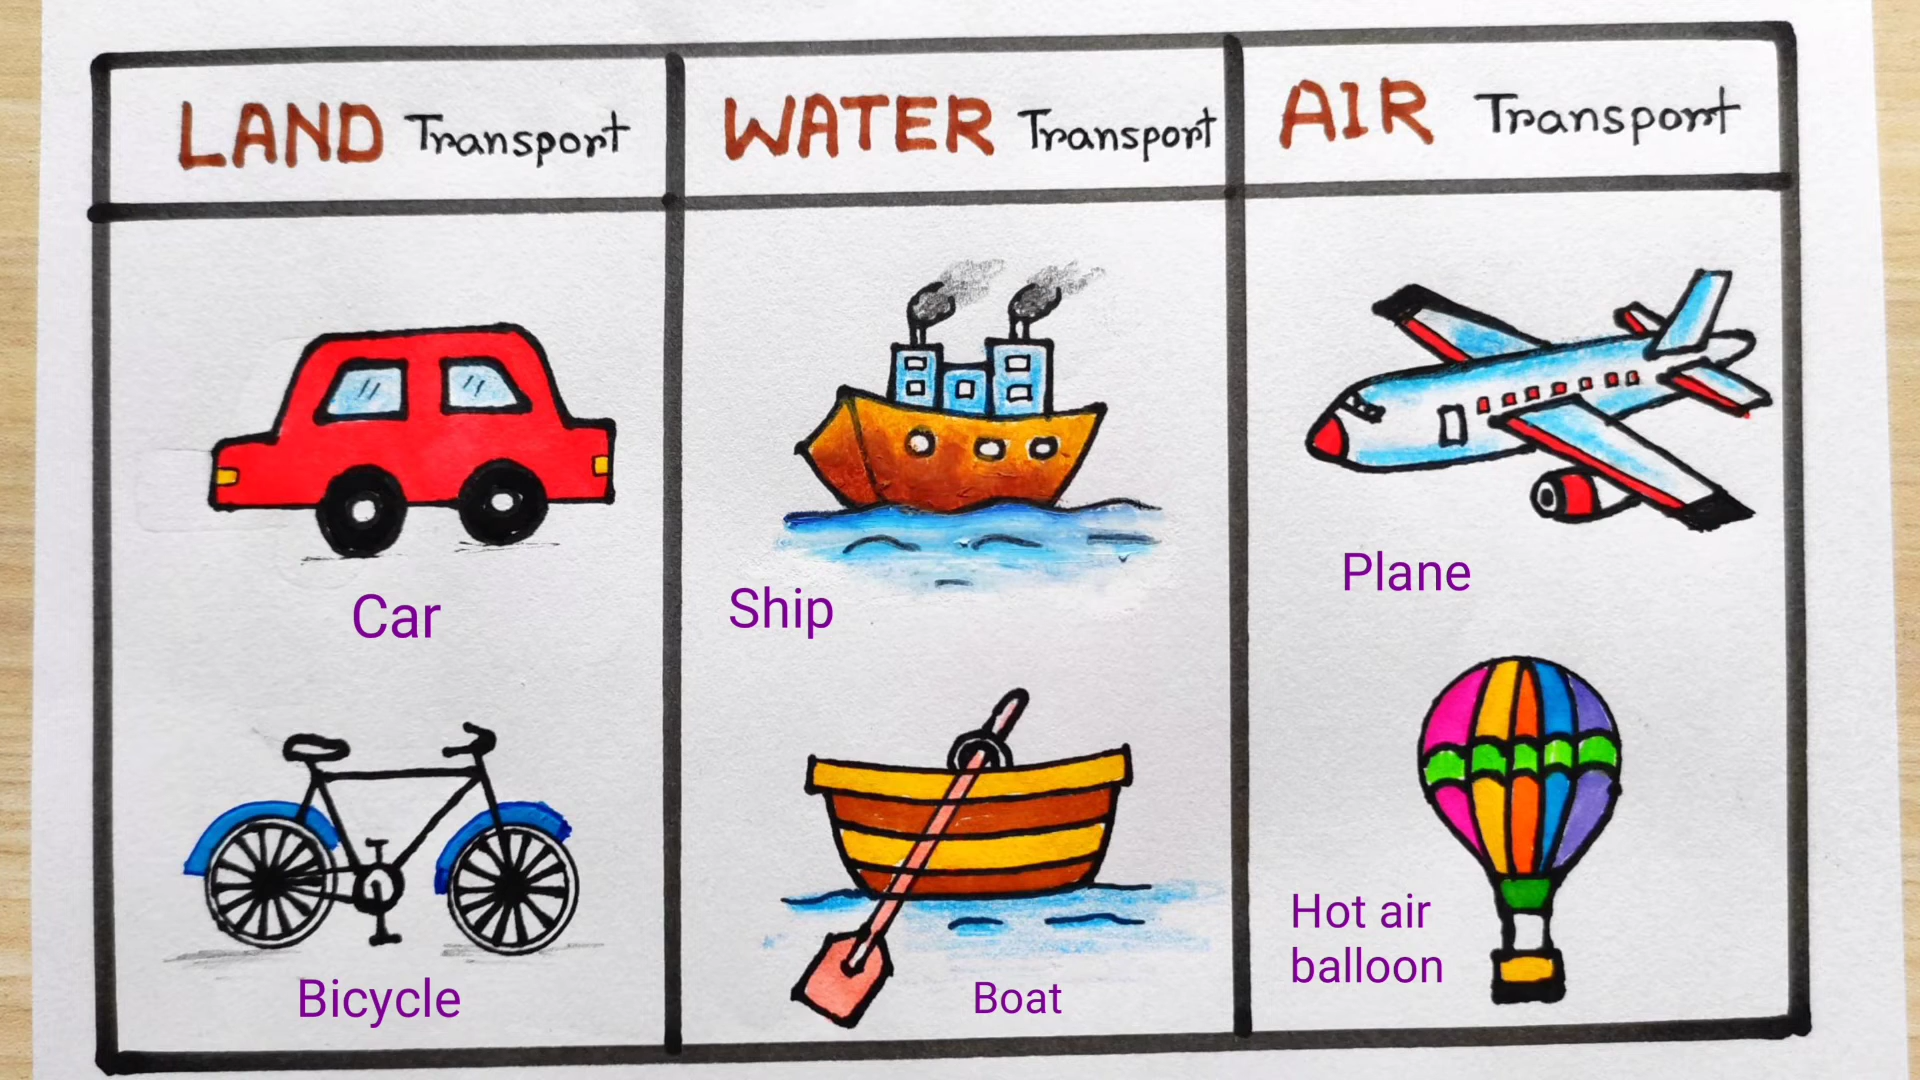 LAND Transport
WATER Transport
AIR Transport
Car
Bicycle
Ship
Boat
Plane
Hot air
balloon